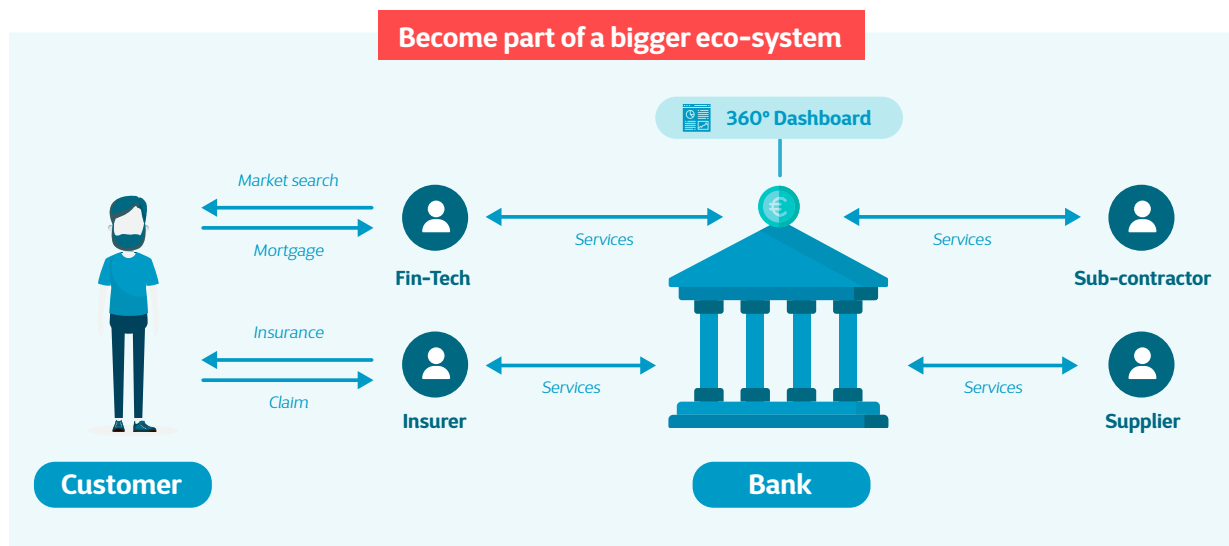 Become part of a bigger eco-system
360° Dashboard
€
Market search
Mortgage
Services
Services
Fin-Tech
Sub-contractor
Insurance
Claim
Services
Services
Insurer
Supplier
Customer
Bank